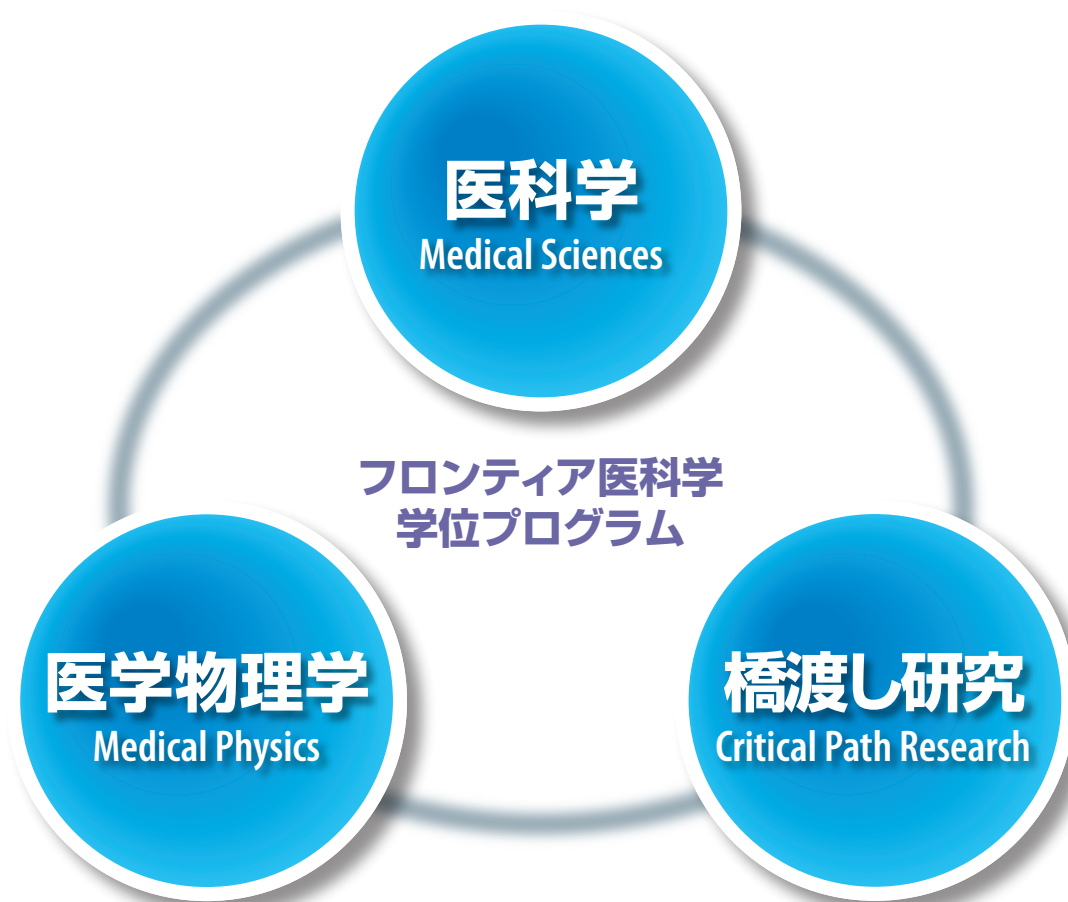 医科学
Medical Sciences
フロンティア医科学
学位プログラム
医学物理学
Medical Physics
橋渡し研究
Critical Path Research